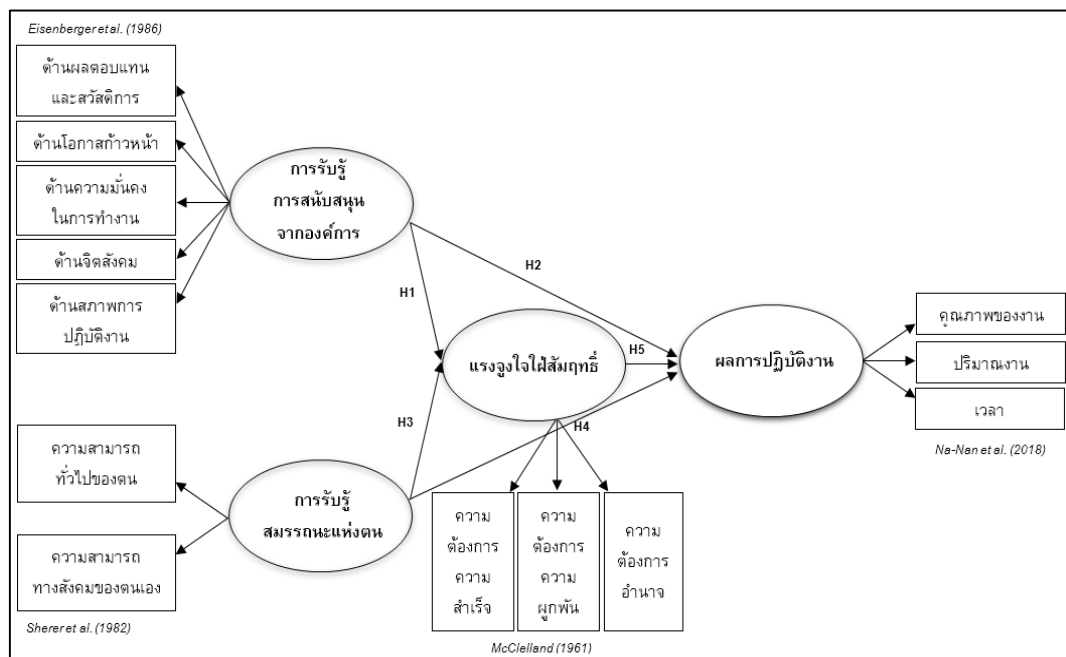 Eisenberger et al. (1986)
ด้านผลตอบแทน
และสวัสติการ
ด้านโอกาสก้าวหน้า
ด้านความมั่นคง
ในการทำงาน
ด้านจิตสังคม
ด้านสภาพการ
ปฏิบัติงาน
การรับรู้
การสนับสนุน
จากองค์การ
H1
H2
แรงจูงใจใฝ่สัมฤทธิ์
H5
ผลการปฏิบัติงาน
คุณภาพของงาน
ปริมาณงาน
เวลา
Na-Nan et al. (2018)
H3
H4
ความสามารถ
ทั่วไปของตน
ความสามารถ
ทางสังคมของตนเอง
Sherer et al. (1982)
การรับรู้
สมรรถนะแห่งตน
ความ
ต้องการ
ความ
สำเร็จ
ความ
ต้องการ
ความ
ผูกพัน
ความ
ต้องการ
อำนาจ
McClelland (1961)